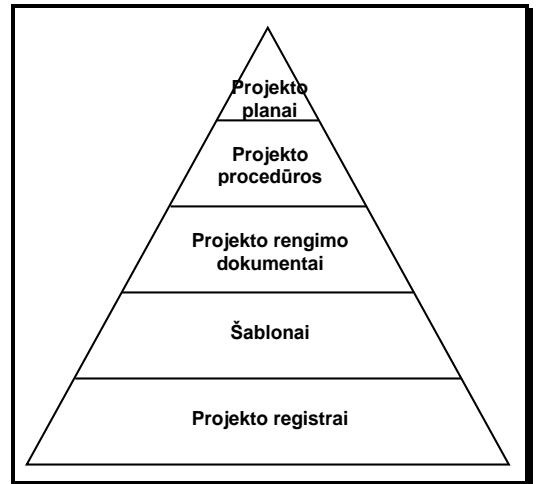 Projekto
planai
Projekto
procedūros
Projekto rengimo
dokumentai
Šablonai
Projekto registrai